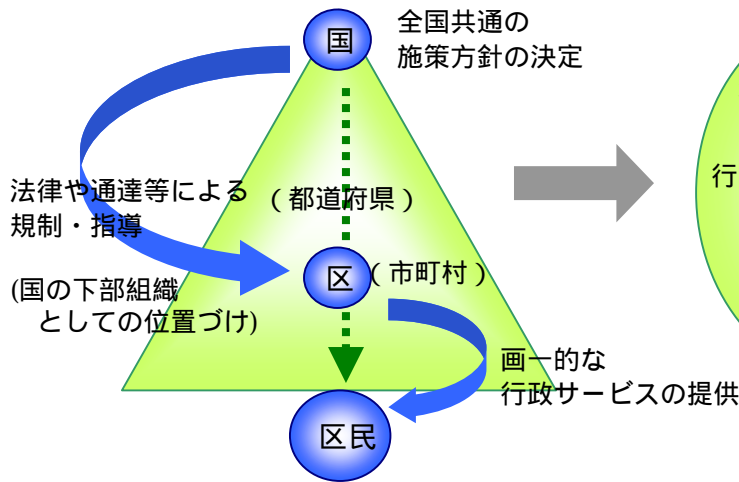 国
全国共通の
施策方針の決定
法律や通達等による
規制・指導
(国の下部組織
としての位置づけ)
（都道府県）
区
（市町村）
画一的な
行政サービスの提供
区民
行